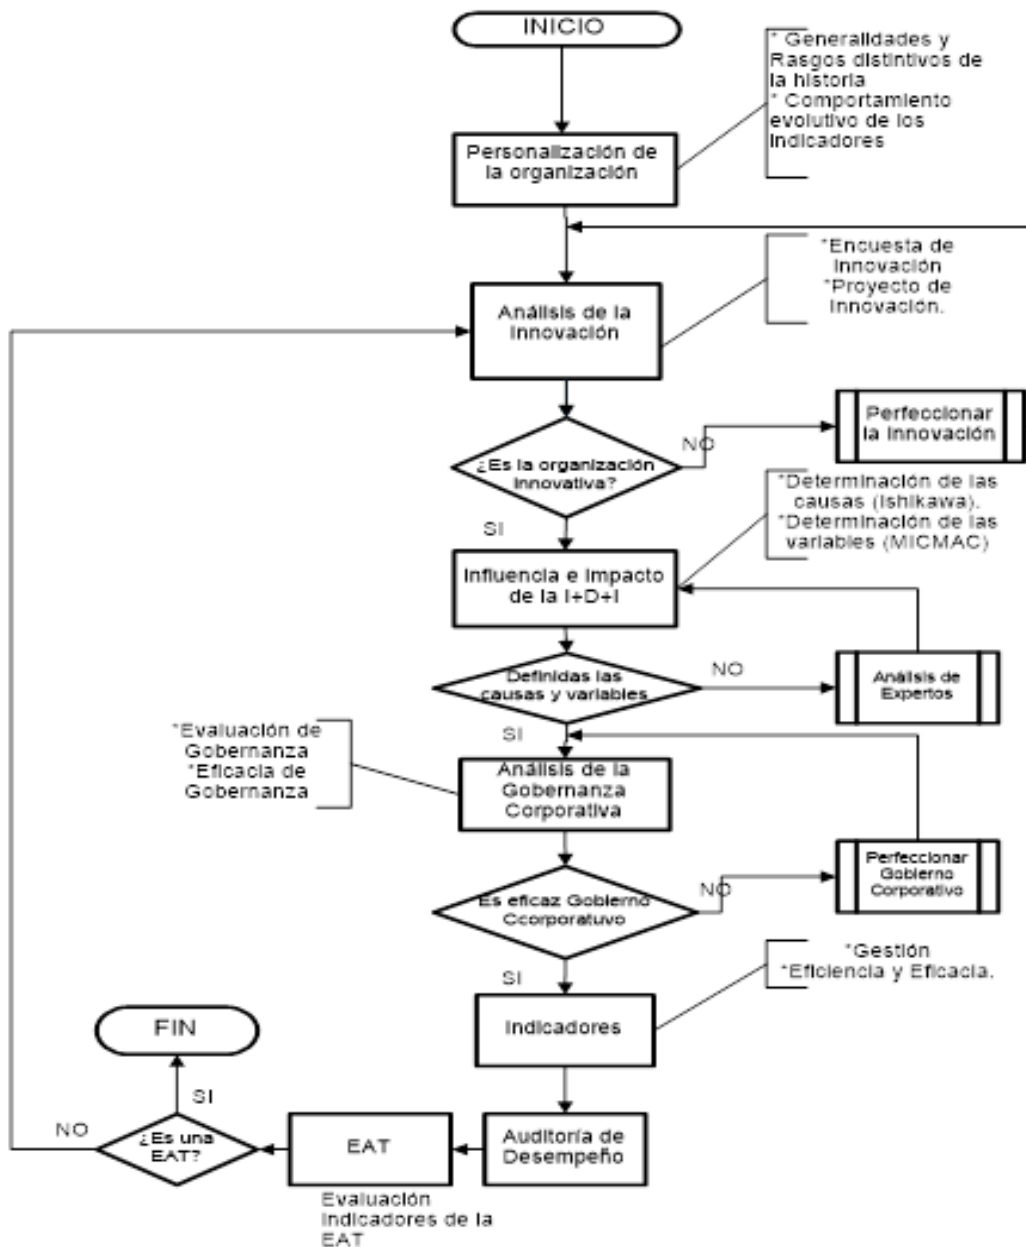 INICIO
* Generalidades y
Rasgos distintivos de
la historia
* Comportamiento
evolutivo de los
indicadores
Personalización de
la organización
*Encuesta de
Innovación
*Proyecto de
Innovación.
Análisis de la
Innovación
¿Es la organización
innovativa?
NO
Perfeccionar
la Innovación
SI
*Determinación de las
causas (Ishikawa).
*Determinación de las
variables (MICMAC)
Influencia e Impacto
de la I+D+I
Definidas las
causas y variables
NO
Análisis de
Expertos
SI
*Evaluación de
Gobernanza
*Eficacia de
Gobernanza
Análisis de la
Gobernanza
Corporativa
Es eficaz Gobierno
Ccorporatuvo
NO
Perfeccionar
Gobierno
Corporativo
SI
*Gestión
*Eficiencia y Eficacia.
Indicadores
FIN
SI
NO
¿Es una
EAT?
EAT
Auditoría de
Desempeño
Evaluación
Indicadores de la
EAT